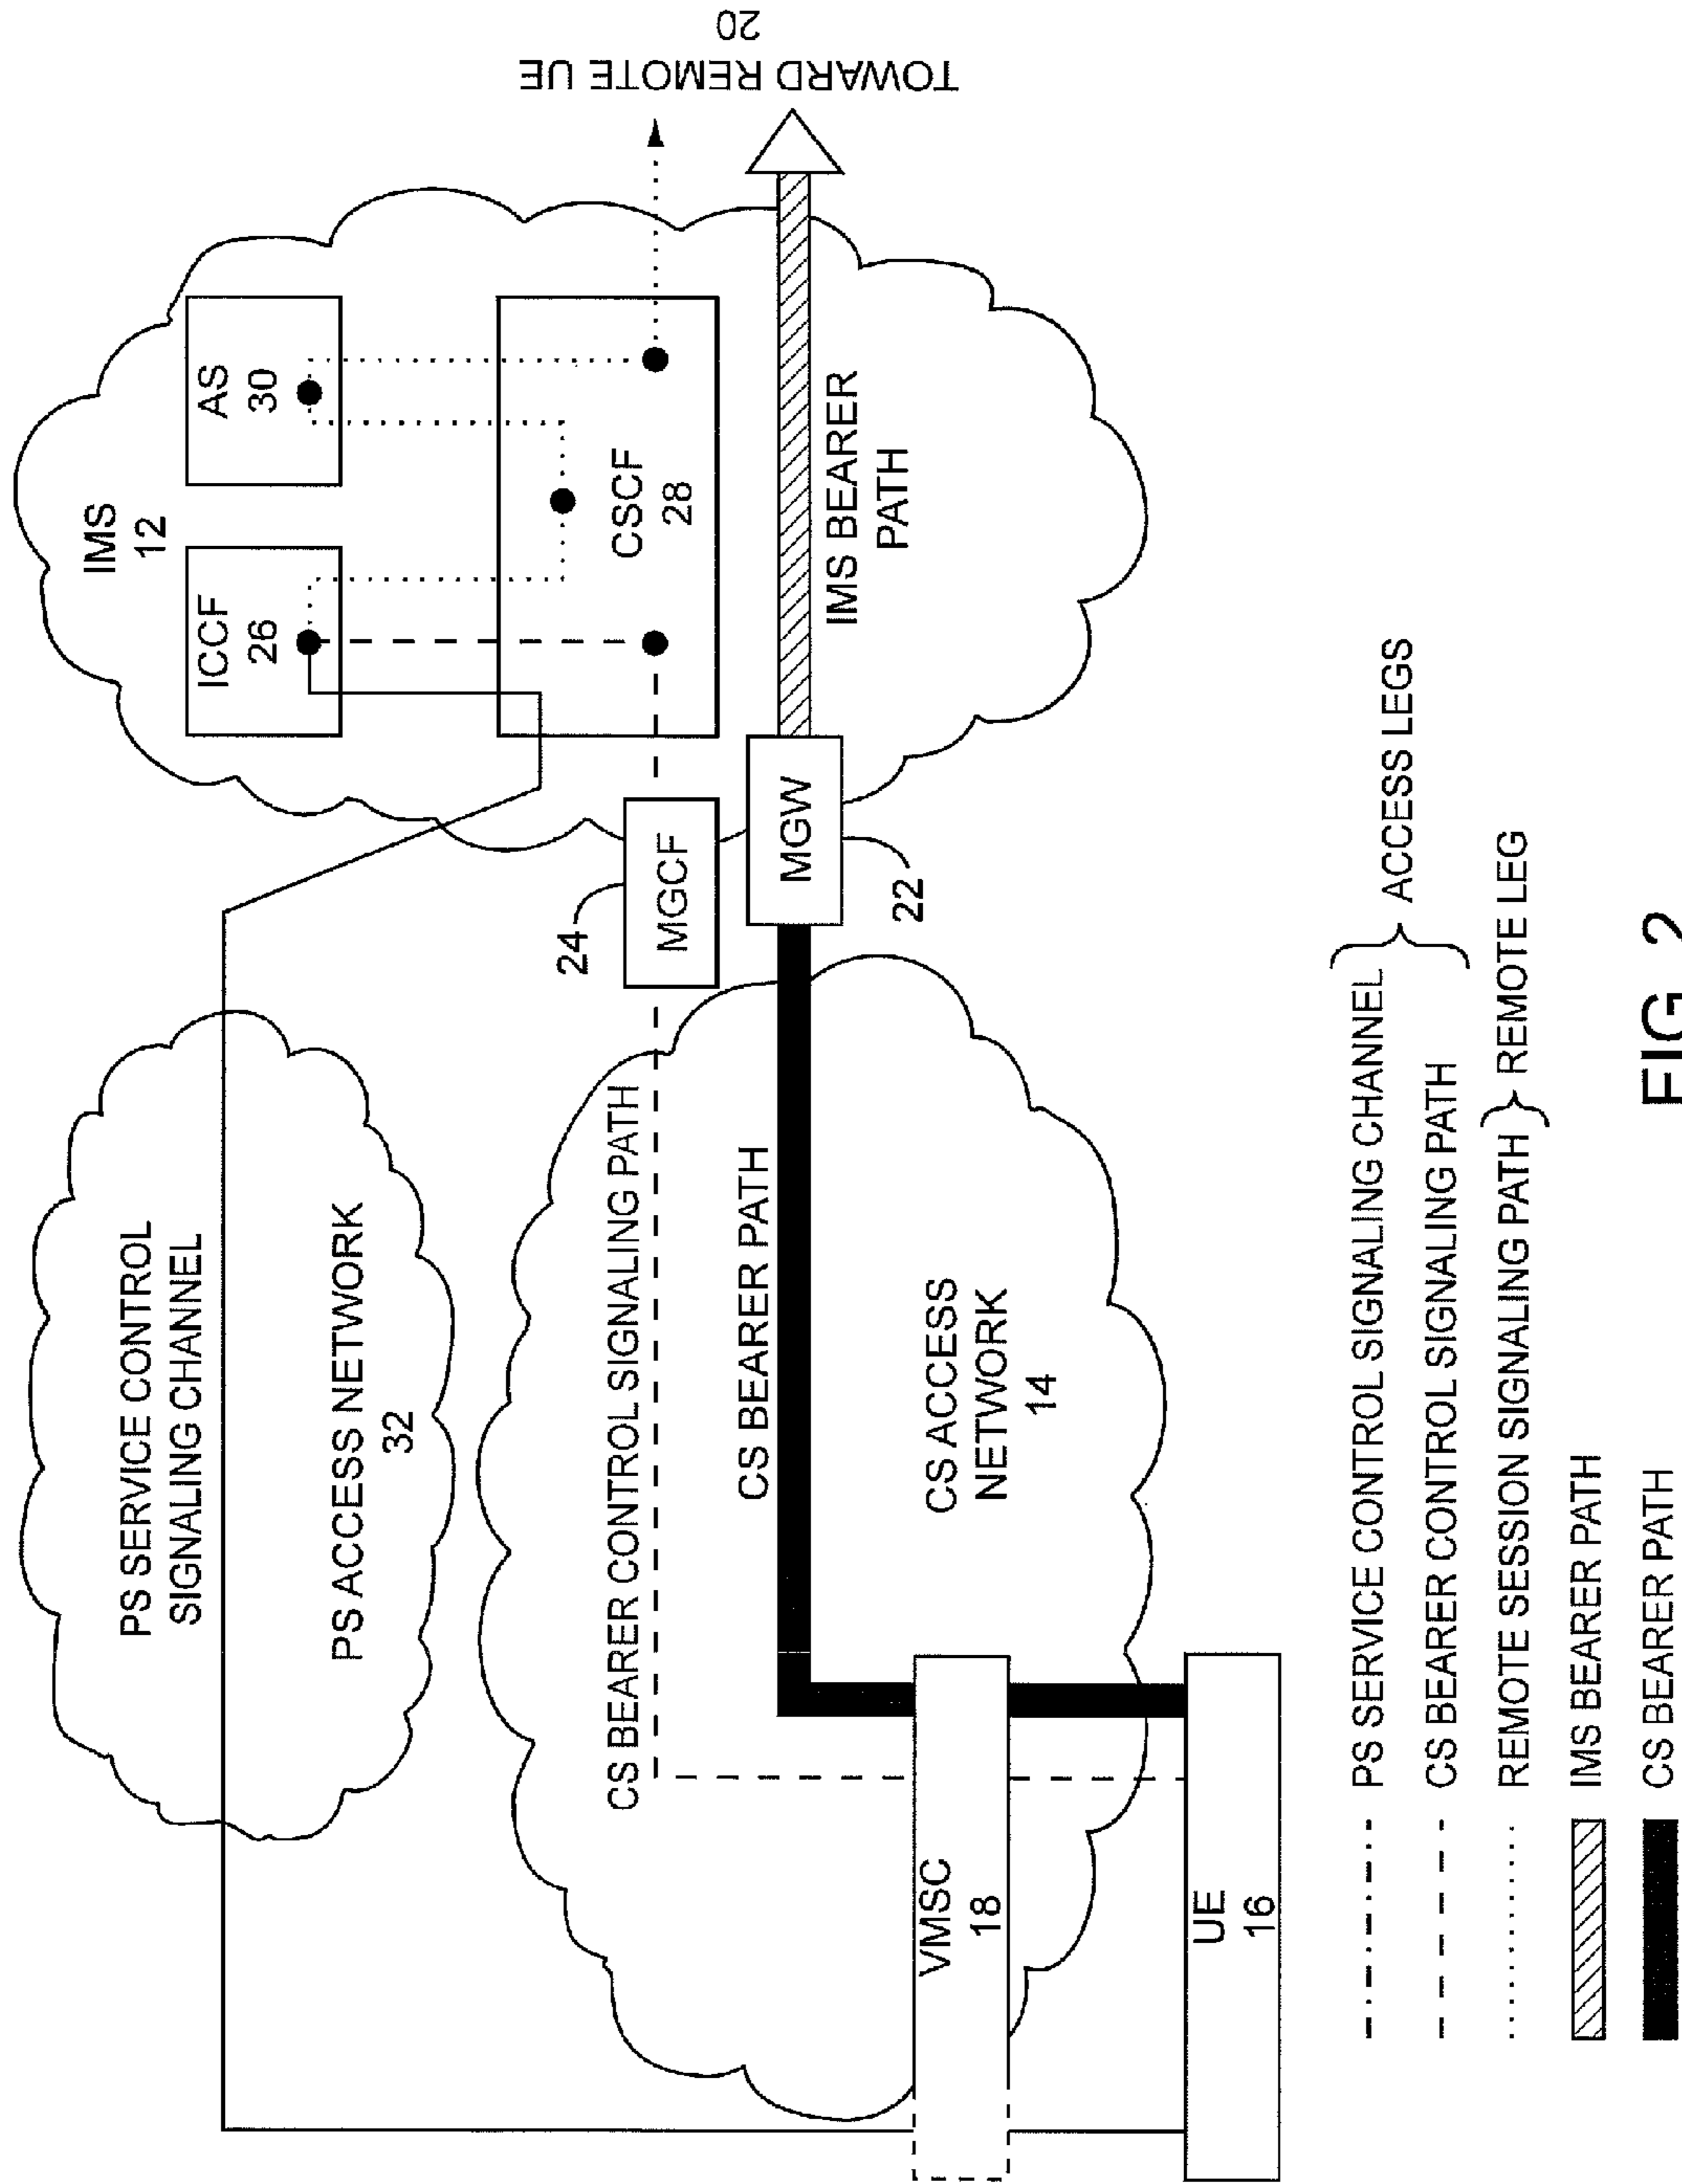 PS SERVICE CONTROL
SIGNALING CHANNEL
PS ACCESS NETWORK
32
IMS
12
ICCF
26
AS
30
CSCF
28
TOWARD REMOTE UE
20
24
MGCF
MGW
22
IMS BEARER
PATH
CS BEARER CONTROL SIGNALING PATH
CS BEARER PATH
CS ACCESS
NETWORK
14
VMSC
18
UE
16
PS SERVICE CONTROL SIGNALING CHANNEL
CS BEARER CONTROL SIGNALING PATH
ACCESS LEGS
REMOTE SESSION SIGNALING PATH
REMOTE LEG
IMS BEARER PATH
CS BEARER PATH
FIG. 2